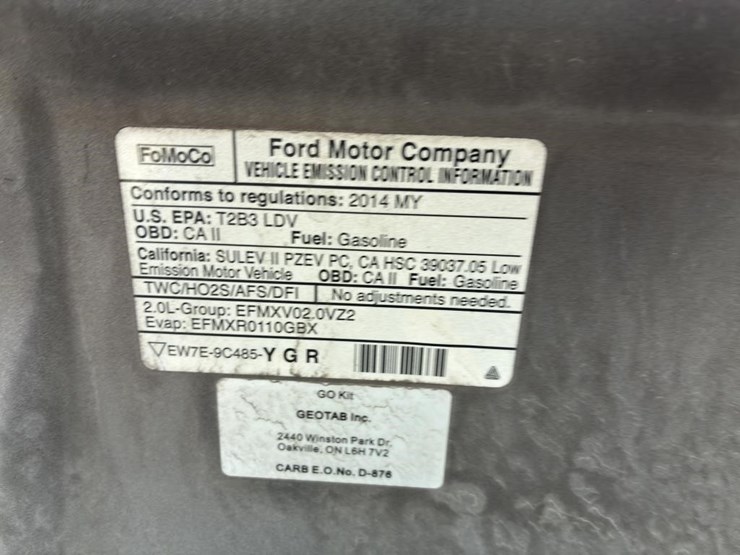 FoMoCo
Ford Motor Company
VEHICLE EMISSION CONTROL INFORMATION
Conforms to regulations: 2014 MY
U.S. EPA: T2B3 LDV
OBD: CA II Fuel: Gasoline
California: SULEV II PZEV PC, CA HSC 39037.05 Low
Emission Motor Vehicle OBD: CA II Fuel: Gasoline
TWC/HO2S/AFS/DFI No adjustments needed.
2.0L-Group: EFMXV02.0VZ2
Evap: EFMXR0110GBX
EW7E-9C485-Y G R
GO Kit
GEOTAB Inc.
2440 Winston Park Dr.
Oakville, ON L6H 7V2
CARB E.O.No. D-876